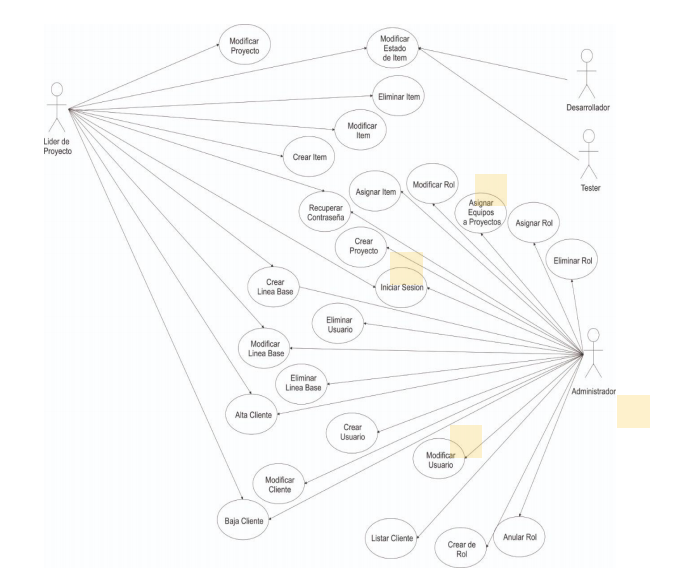 Modificar
Proyecto
Modificar
Estado
de Item
Desarrollador
Eliminar Item
Lider de
Proyecto
Modificar
Item
Crear Item
Tester
Asignar Item
Modificar Rol
Recuperar
Contraseña
Asignar
Equipos
a Proyectos
Asignar Rol
Crear
Proyecto
Eliminar Rol
Crear
Linea Base
Iniciar Sesion
Eliminar
Usuario
Modificar
Linea Base
Eliminar
Linea Base
Administrador
Alta Cliente
Crear
Usuario
Modificar
Usuario
Modificar
Cliente
Baja Cliente
Listar Cliente
Crear de
Rol
Anular Rol